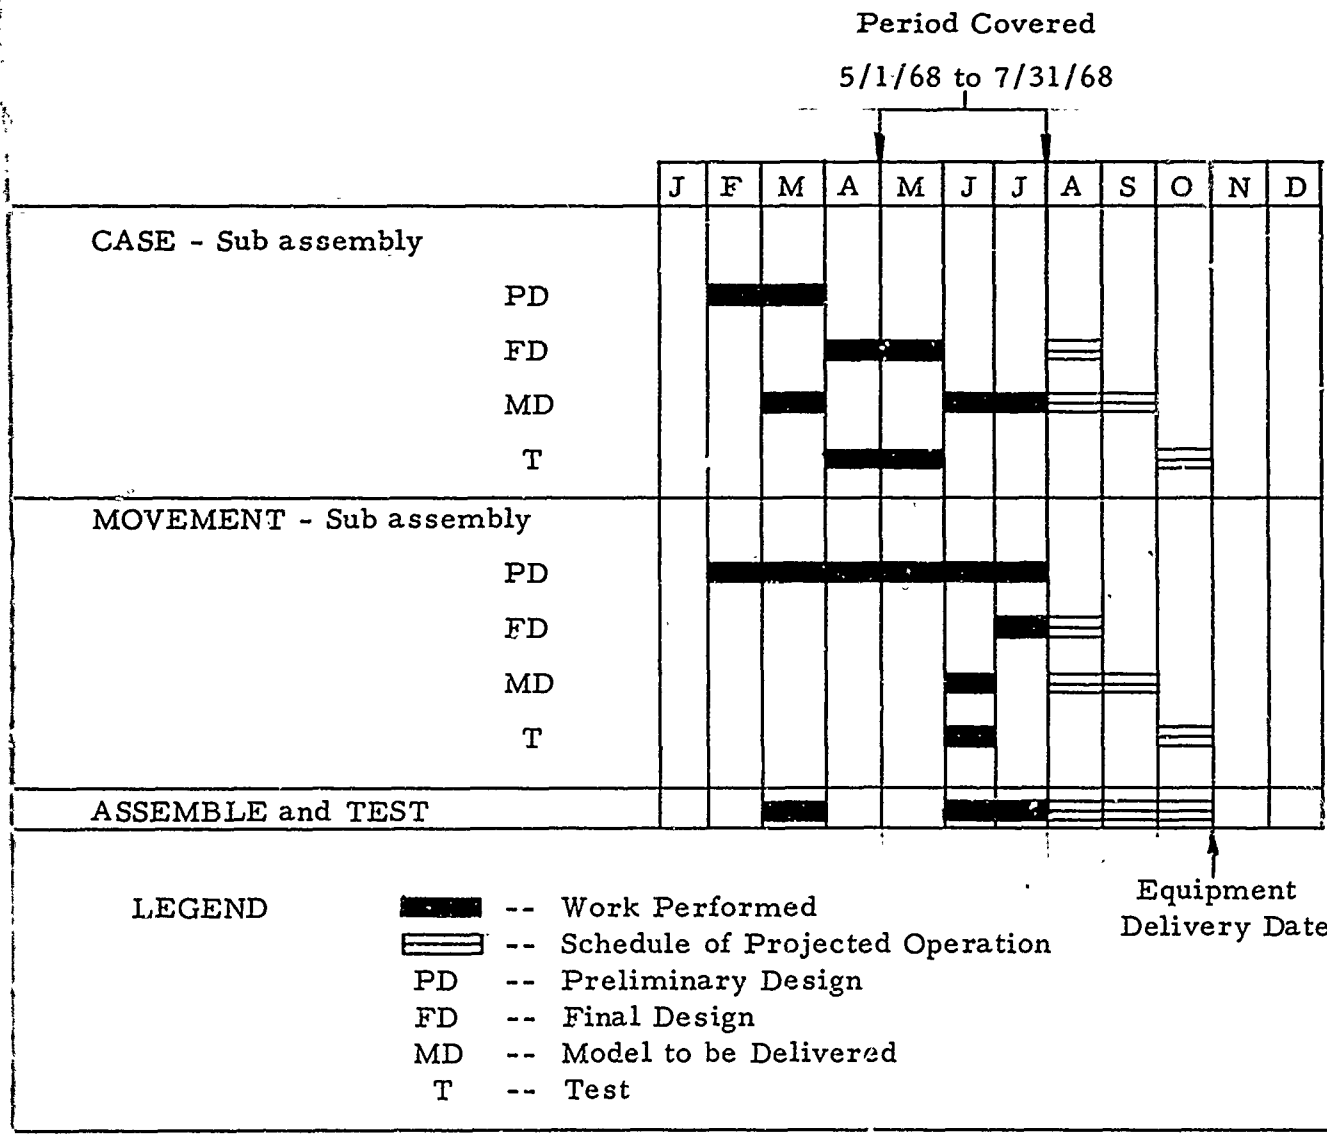 Period Covered
5/1/68 to 7/31/68
J F M A M J J A S O N D
CASE - Sub assembly
PD
FD
MD
T
MOVEMENT - Sub assembly
PD
FD
MD
T
ASSEMBLE and TEST
Equipment
Delivery Date
LEGEND -- Work Performed
-- Schedule of Projected Operation
PD -- Preliminary Design
FD -- Final Design
MD -- Model to be Delivered
T -- Test